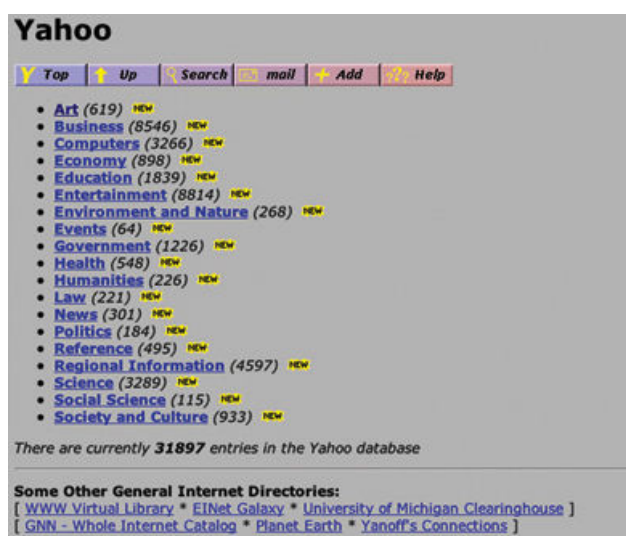 Yahoo
Y Top Up Search mail + Add ??? Help
• Art (619) NEW
• Business (8546) NEW
• Computers (3266) NEW
• Economy (898) NEW
• Education (1839) NEW
• Entertainment (8814) NEW
• Environment and Nature (268) NEW
• Events (64) NEW
• Government (1226) NEW
• Health (548) NEW
• Humanities (226) NEW
• Law (221) NEW
• News (301) NEW
• Politics (184) NEW
• Reference (495) NEW
• Regional Information (4597) NEW
• Science (3289) NEW
• Social Science (115) NEW
• Society and Culture (933) NEW
There are currently 31897 entries in the Yahoo database
Some Other General Internet Directories:
[ WWW Virtual Library * EINet Galaxy * University of Michigan Clearinghouse ]
[ GNN - Whole Internet Catalog * Planet Earth * Yanoff's Connections ]